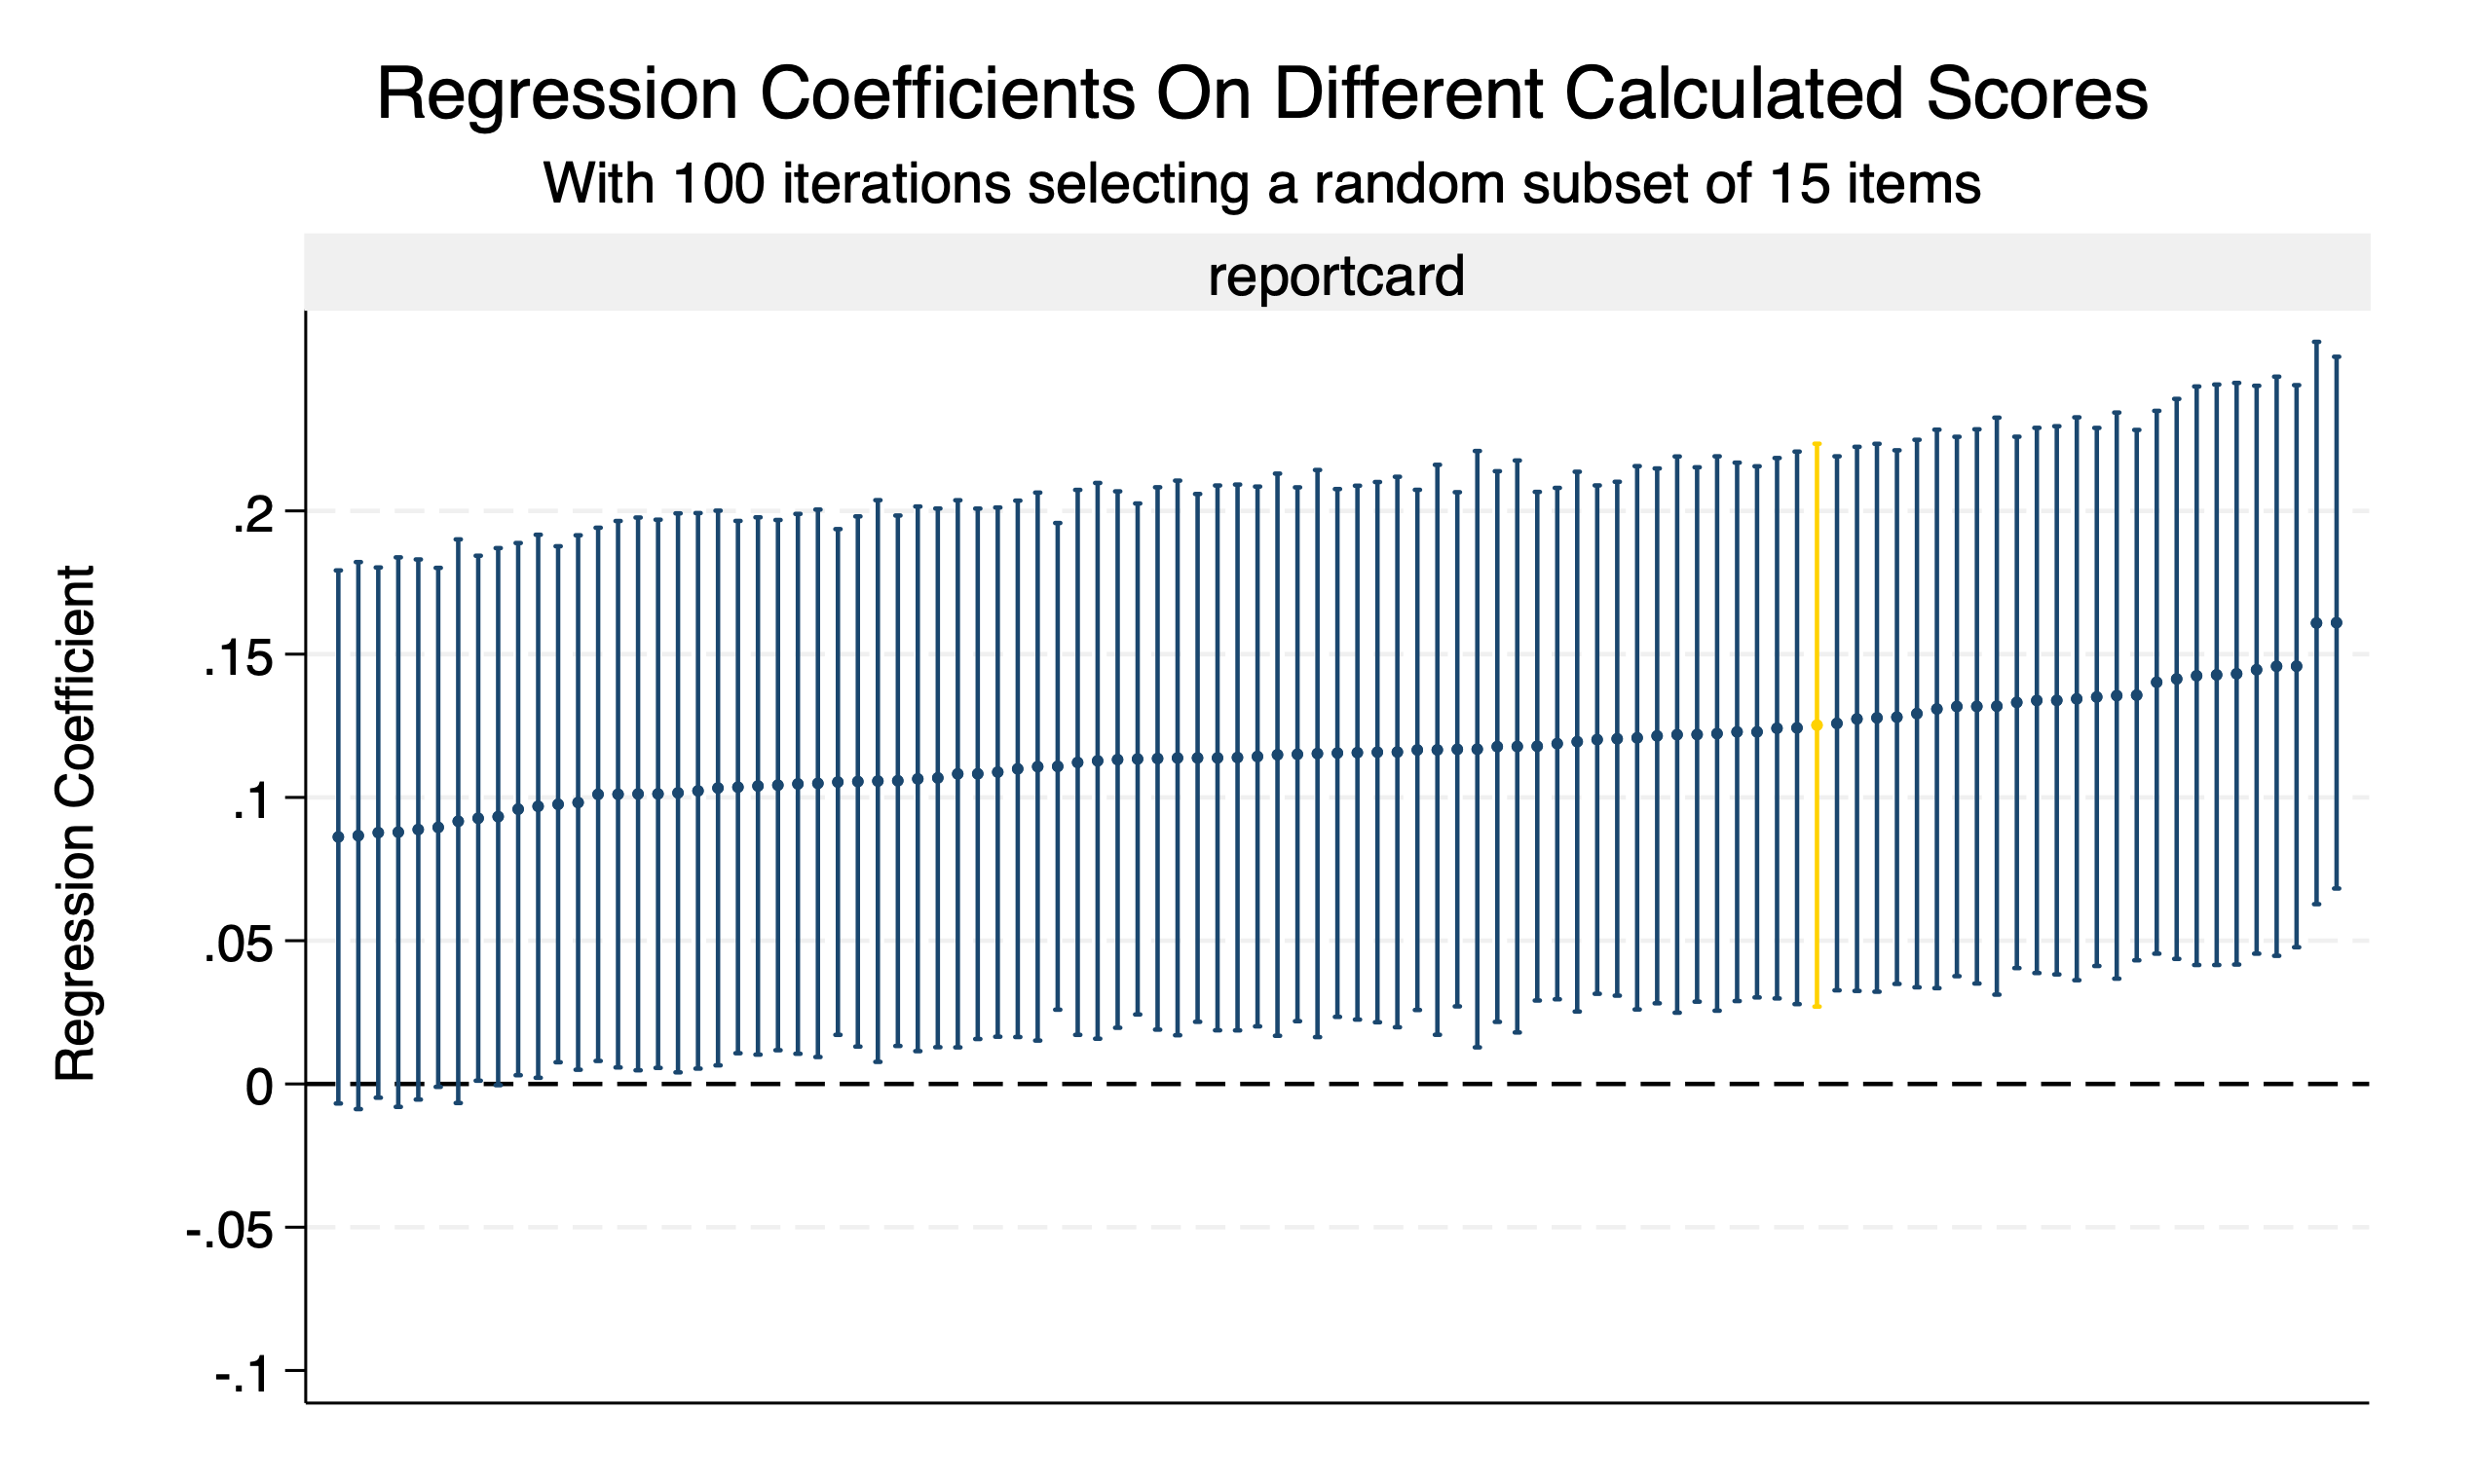 Regression Coefficients On Different Calculated Scores
With 100 iterations selecting a random subset of 15 items
reportcard
Regression Coefficient
.2
.15
.1
.05
0
-.05
-.1